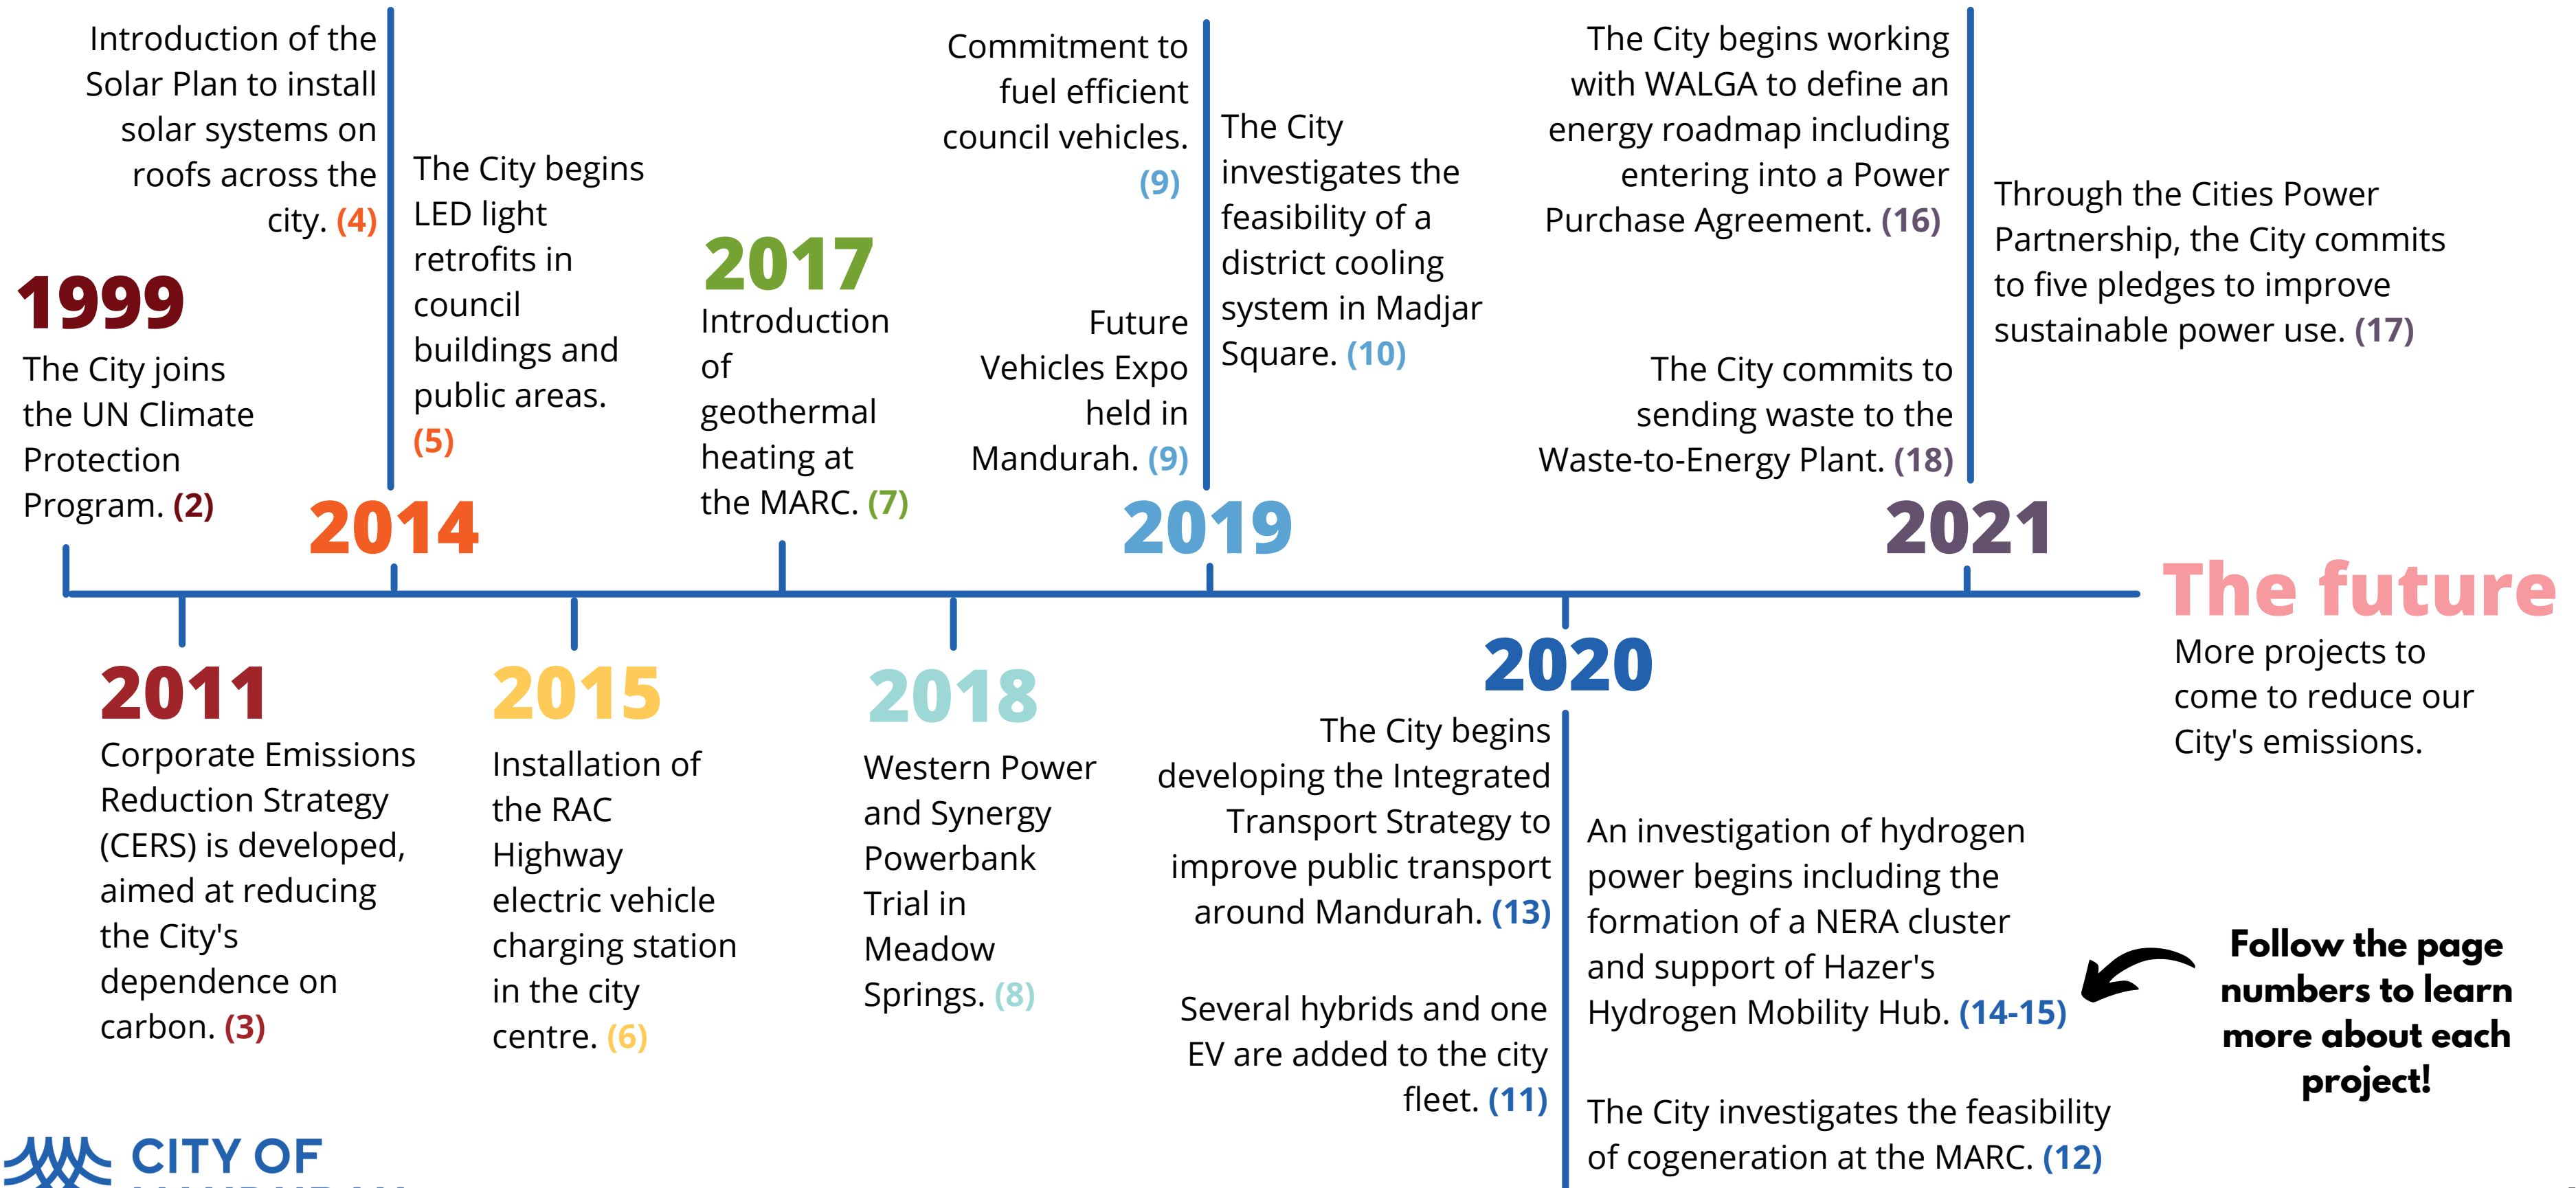 Introduction of the
Solar Plan to install
solar systems on
roofs across the
city. (4)
The City begins
LED light
retrofits in
council
buildings and
public areas.
(5)
2014
1999
The City joins
the UN Climate
Protection
Program. (2)
2017
Introduction
of
geothermal
heating at
the MARC. (7)
Commitment to
fuel efficient
council vehicles.
(9)
Future
Vehicles Expo
held in
Mandurah. (9)
The City
investigates the
feasibility of a
district cooling
system in Madjar
Square. (10)
2019
The City begins working
with WALGA to define an
energy roadmap including
entering into a Power
Purchase Agreement. (16)
The City commits to
sending waste to the
Waste-to-Energy Plant. (18)
Through the Cities Power
Partnership, the City commits
to five pledges to improve
sustainable power use. (17)
2021
The future
More projects to
come to reduce our
City's emissions.
2011
Corporate Emissions
Reduction Strategy
(CERS) is developed,
aimed at reducing
the City's
dependence on
carbon. (3)
2015
Installation of
the RAC
Highway
electric vehicle
charging station
in the city
centre. (6)
2018
Western Power
and Synergy
Powerbank
Trial in
Meadow
Springs. (8)
2020
The City begins
developing the Integrated
Transport Strategy to
improve public transport
around Mandurah. (13)
Several hybrids and one
EV are added to the city
fleet. (11)
An investigation of hydrogen
power begins including the
formation of a NERA cluster
and support of Hazer's
Hydrogen Mobility Hub. (14-15)
The City investigates the feasibility
of cogeneration at the MARC. (12)
Follow the page
numbers to learn
more about each
project!
CITY OF